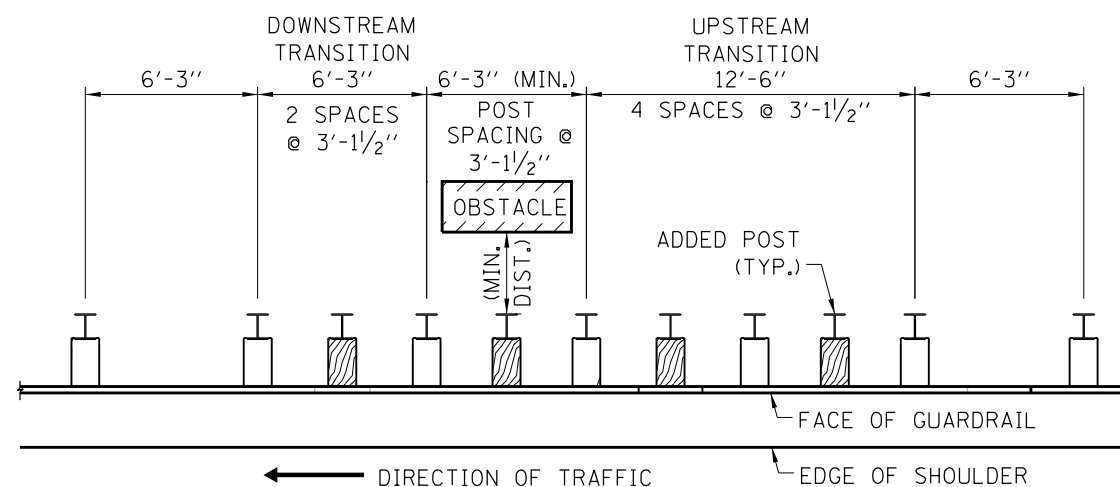 DOWNSTREAM
TRANSITION
UPSTREAM
TRANSITION
6'-3"
6'-3"
6'-3" (MIN.)
12'-6"
6'-3"
2 SPACES
@ 3'-1½"
POST
SPACING @
3'-1½"
4 SPACES @ 3'-1½"
OBSTACLE
(MIN.
DIST.)
ADDED POST
(TYP.)
FACE OF GUARDRAIL
DIRECTION OF TRAFFIC
EDGE OF SHOULDER